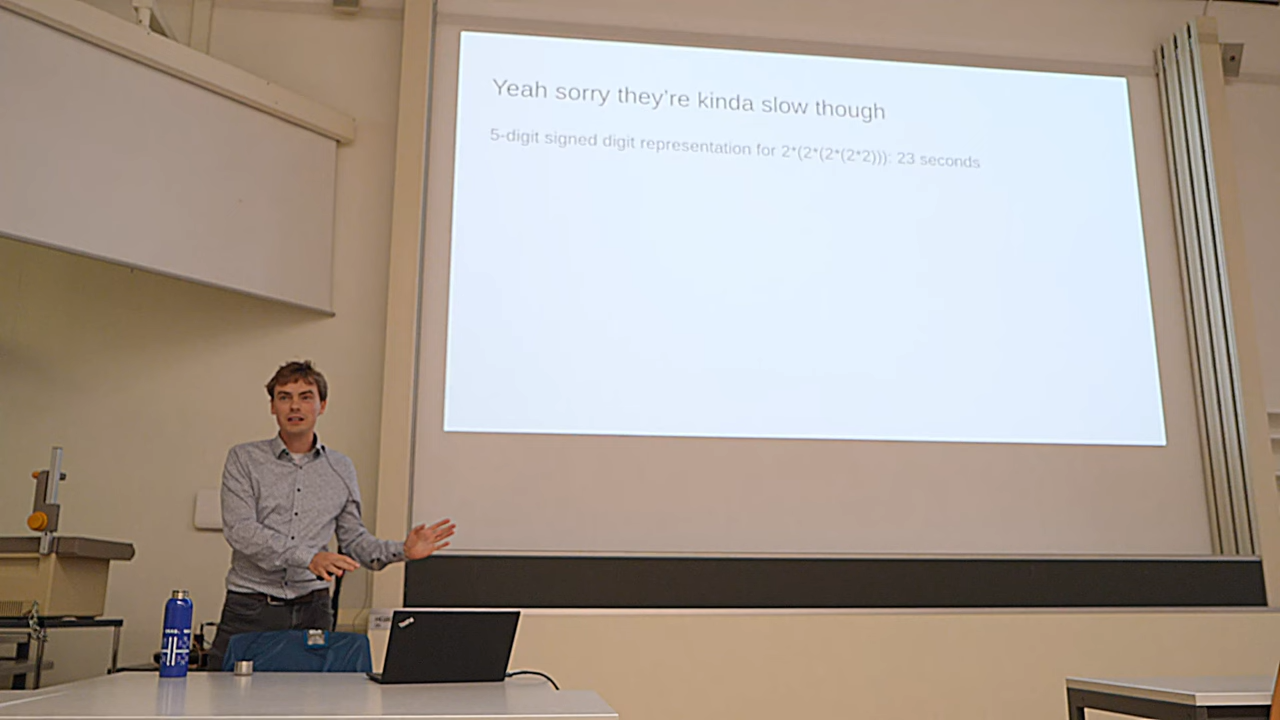 Yeah sorry they're kinda slow though
5-digit signed digit representation for 2*(2*(2*(2*2))): 23 seconds
ThinkPad